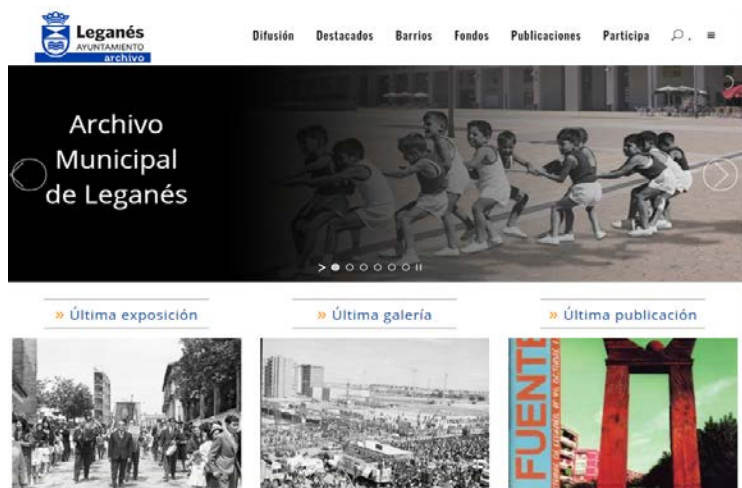 Leganés
AYUNTAMIENTO
archivo
Difusión Destacados Barrios Fondos Publicaciones Participa
Archivo
Municipal
de Leganés
» Última exposición
» Última galería
» Última publicación
FUENTE